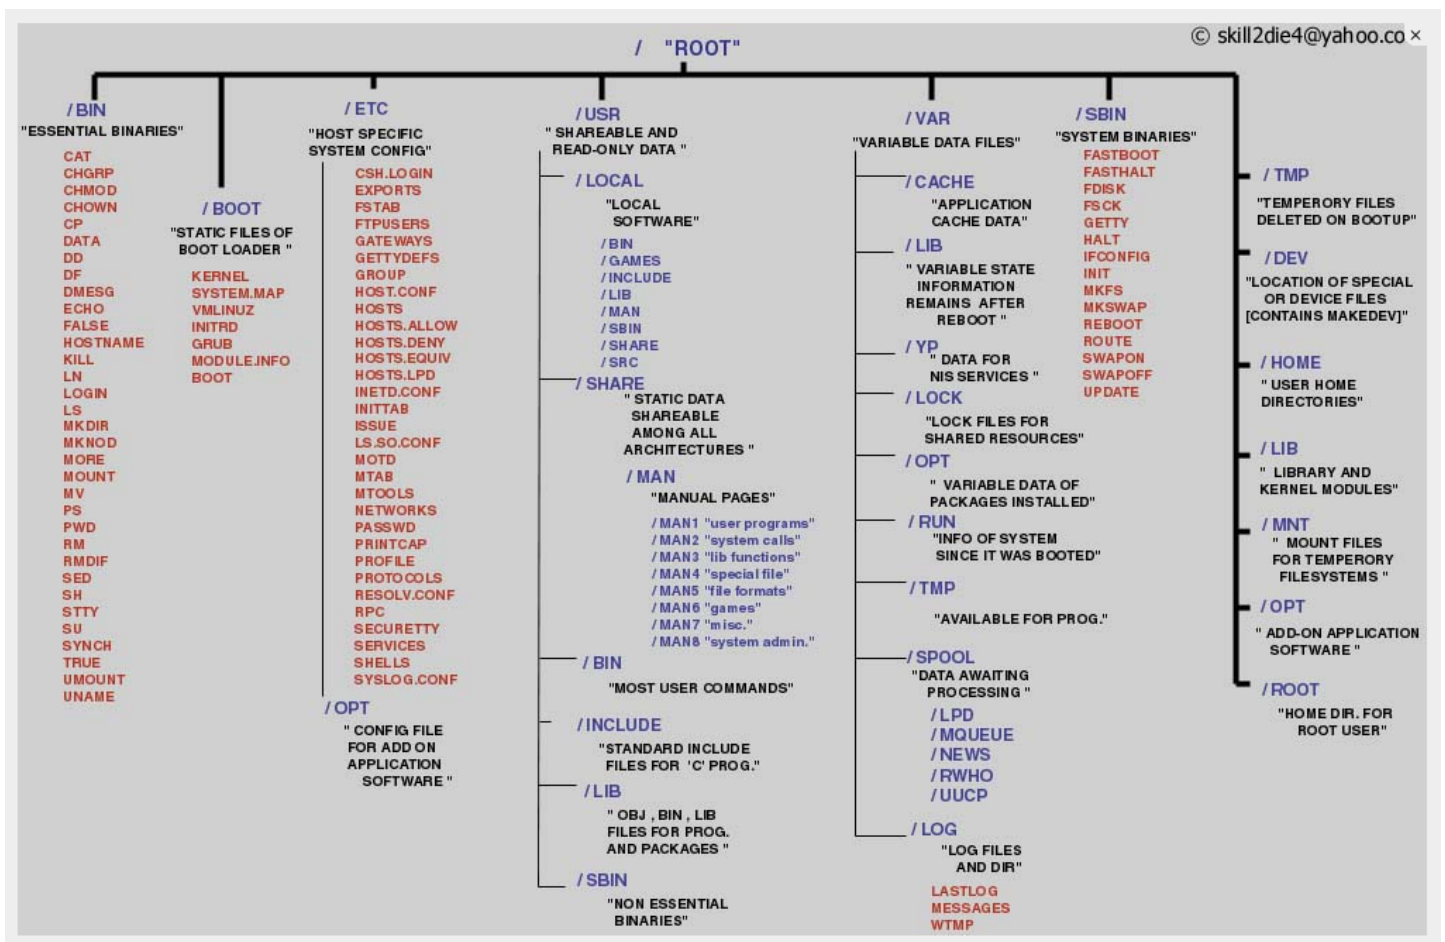 © skill2die4@yahoo.co ×
/ "ROOT"
/ BIN
"ESSENTIAL BINARIES"
CAT
CHGRP
CHMOD
CHOWN
CP
DATA
DD
DF
DMESG
ECHO
FALSE
HOSTNAME
KILL
LN
LOGIN
LS
MKDIR
MKNOD
MORE
MOUNT
MV
PS
PWD
RM
RMDIF
SED
SH
STTY
SU
SYNCH
TRUE
UMOUNT
UNAME
/ BOOT
"STATIC FILES OF
BOOT LOADER "
KERNEL
SYSTEM.MAP
VMLINUZ
INITRD
GRUB
MODULE.INFO
BOOT
/ ETC
"HOST SPECIFIC
SYSTEM CONFIG"
CSH.LOGIN
EXPORTS
FSTAB
FTPUSERS
GATEWAYS
GETTYDEFS
GROUP
HOST.CONF
HOSTS
HOSTS.ALLOW
HOSTS.DENY
HOSTS.EQUIV
HOSTS.LPD
INETD.CONF
INITTAB
ISSUE
LS.SO.CONF
MOTD
MTAB
MTOOLS
NETWORKS
PASSWD
PRINTCAP
PROFILE
PROTOCOLS
RESOLV.CONF
RPC
SECURETTY
SERVICES
SHELLS
SYSLOG.CONF
/ OPT
" CONFIG FILE
FOR ADD ON
APPLICATION
SOFTWARE "
/ USR
" SHAREABLE AND
READ-ONLY DATA "
/ LOCAL
"LOCAL
SOFTWARE"
/ BIN
/ GAMES
/ INCLUDE
/ LIB
/ MAN
/ SBIN
/ SHARE
/ SRC
/ SHARE
" STATIC DATA
SHAREABLE
AMONG ALL
ARCHITECTURES "
/ MAN
"MANUAL PAGES"
/ MAN1 "user programs"
/ MAN2 "system calls"
/ MAN3 "lib functions"
/ MAN4 "special file"
/ MAN5 "file formats"
/ MAN6 "games"
/ MAN7 "misc."
/ MAN8 "system admin."
/ BIN
"MOST USER COMMANDS"
/ INCLUDE
"STANDARD INCLUDE
FILES FOR 'C' PROG."
/ LIB
" OBJ , BIN , LIB
FILES FOR PROG.
AND PACKAGES "
/ SBIN
"NON ESSENTIAL
BINARIES"
/ VAR
"VARIABLE DATA FILES"
/ CACHE
"APPLICATION
CACHE DATA"
/ LIB
" VARIABLE STATE
INFORMATION
REMAINS AFTER
REBOOT "
/ YP
" DATA FOR
NIS SERVICES "
/ LOCK
"LOCK FILES FOR
SHARED RESOURCES"
/ OPT
" VARIABLE DATA OF
PACKAGES INSTALLED"
/ RUN
"INFO OF SYSTEM
SINCE IT WAS BOOTED"
/ TMP
"AVAILABLE FOR PROG."
/ SPOOL
"DATA AWAITING
PROCESSING "
/ LPD
/ MQUEUE
/ NEWS
/ RWHO
/ UUCP
/ LOG
"LOG FILES
AND DIR"
LASTLOG
MESSAGES
WTMP
/ SBIN
"SYSTEM BINARIES"
FASTBOOT
FASTHALT
FDISK
FSCK
GETTY
HALT
IFCONFIG
INIT
MKFS
MKSWAP
REBOOT
ROUTE
SWAPON
SWAPOFF
UPDATE
/ TMP
"TEMPERORY FILES
DELETED ON BOOTUP"
/ DEV
"LOCATION OF SPECIAL
OR DEVICE FILES
[CONTAINS MAKEDEV]"
/ HOME
" USER HOME
DIRECTORIES"
/ LIB
" LIBRARY AND
KERNEL MODULES"
/ MNT
" MOUNT FILES
FOR TEMPERORY
FILESYSTEMS "
/ OPT
" ADD-ON APPLICATION
SOFTWARE "
/ ROOT
"HOME DIR. FOR
ROOT USER"